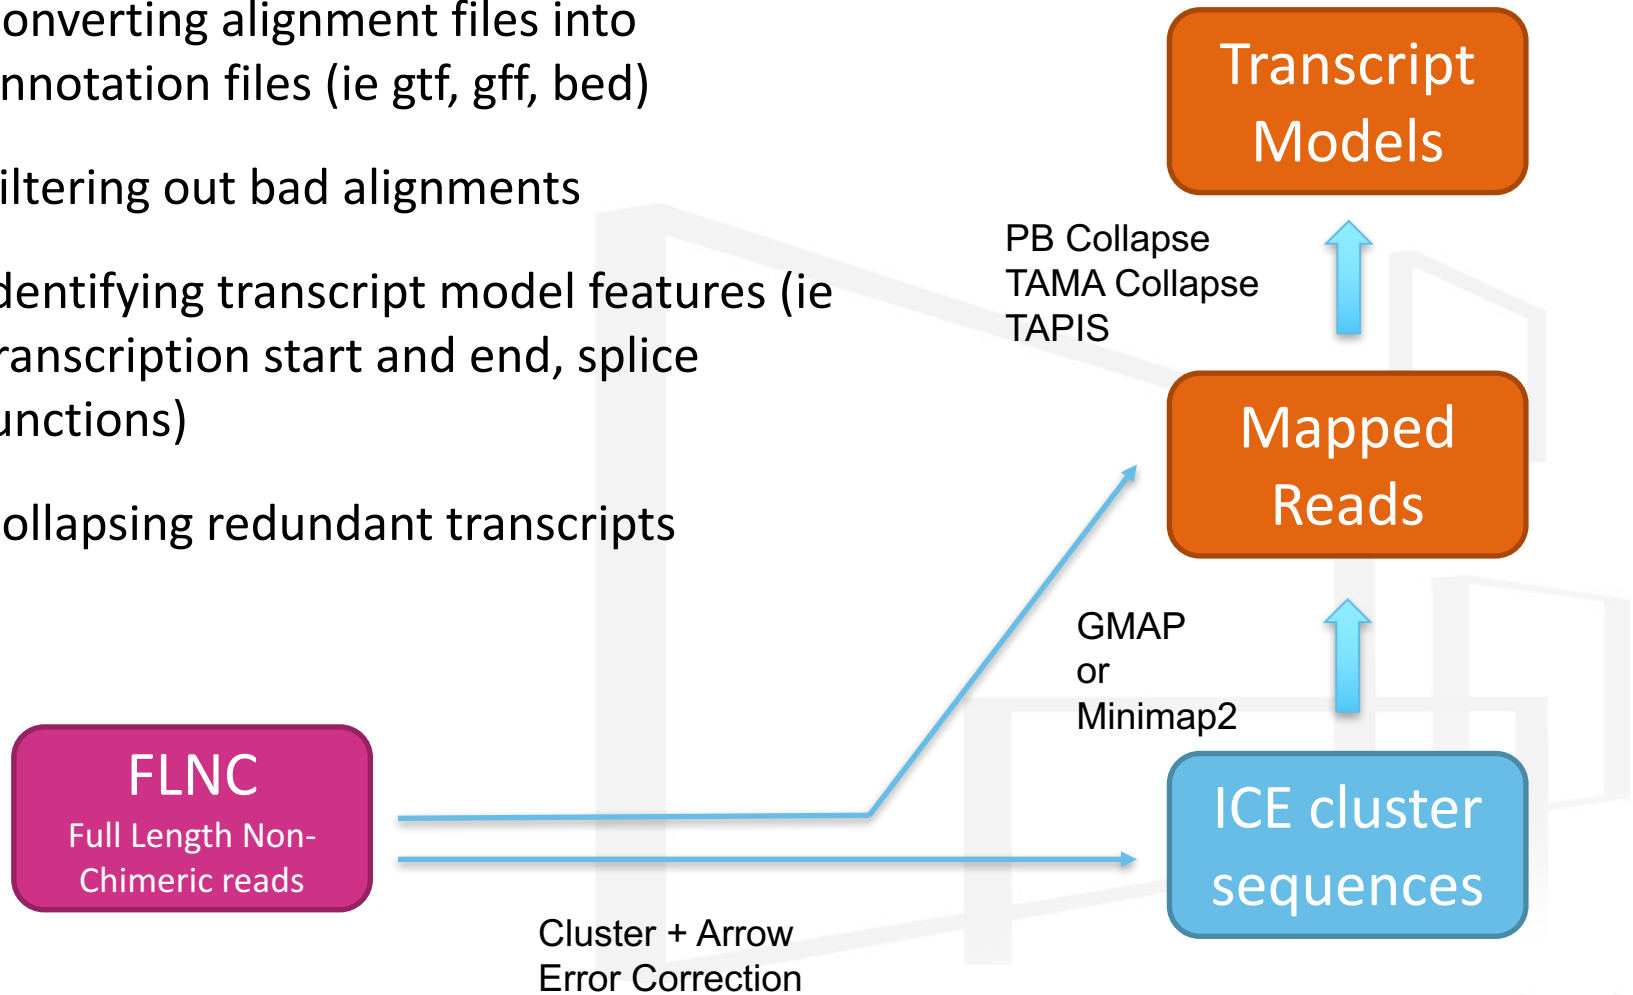 onverting alignment files into
nnotation files (ie gtf, gff, bed)
iltering out bad alignments
dentifying transcript model features (ie
ranscription start and end, splice
unctions)
ollapsing redundant transcripts
Transcript
Models
PB Collapse
TAMA Collapse
TAPIS
Mapped
Reads
GMAP
or
Minimap2
FLNC
Full Length Non-
Chimeric reads
ICE cluster
sequences
Cluster + Arrow
Error Correction